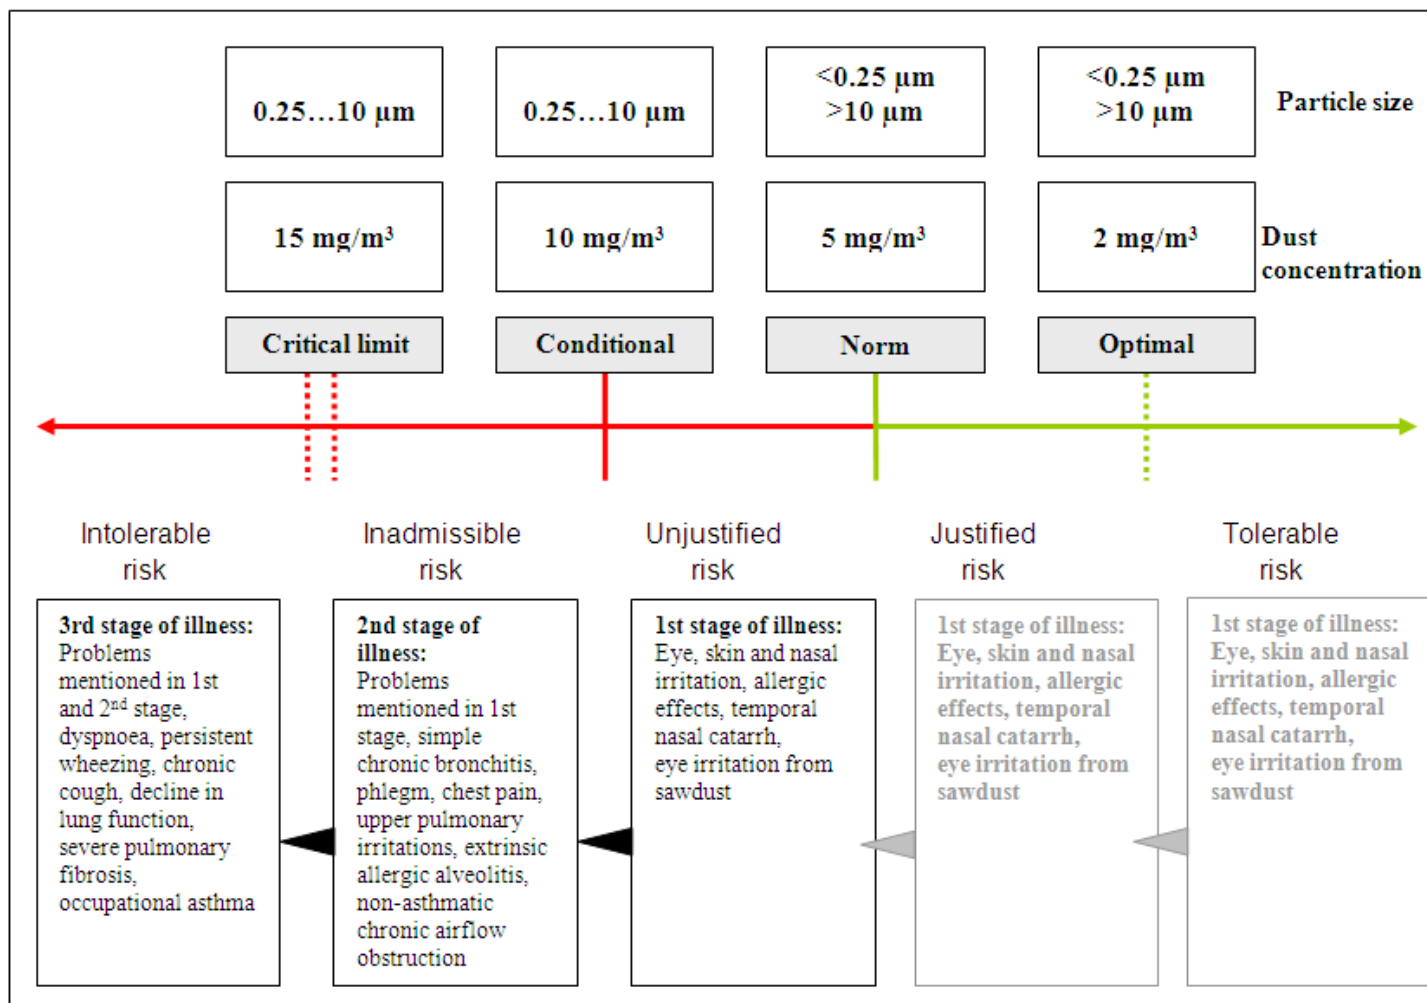 0.25…10 µm
0.25…10 µm
<0.25 µm
>10 µm
<0.25 µm
>10 µm
Particle size
15 mg/m³
10 mg/m³
5 mg/m³
2 mg/m³
Dust
concentration
Critical limit
Conditional
Norm
Optimal
Intolerable
risk
Inadmissible
risk
Unjustified
risk
Justified
risk
Tolerable
risk
3rd stage of illness:
Problems
mentioned in 1st
and 2nd stage,
dyspnoea, persistent
wheezing, chronic
cough, decline in
lung function,
severe pulmonary
fibrosis,
occupational asthma
2nd stage of
illness:
Problems
mentioned in 1st
stage, simple
chronic bronchitis,
phlegm, chest pain,
upper pulmonary
irritations, extrinsic
allergic alveolitis,
non-asthmatic
chronic airflow
obstruction
1st stage of illness:
Eye, skin and nasal
irritation, allergic
effects, temporal
nasal catarrh,
eye irritation from
sawdust
1st stage of illness:
Eye, skin and nasal
irritation, allergic
effects, temporal
nasal catarrh,
eye irritation from
sawdust
1st stage of illness:
Eye, skin and nasal
irritation, allergic
effects, temporal
nasal catarrh,
eye irritation from
sawdust